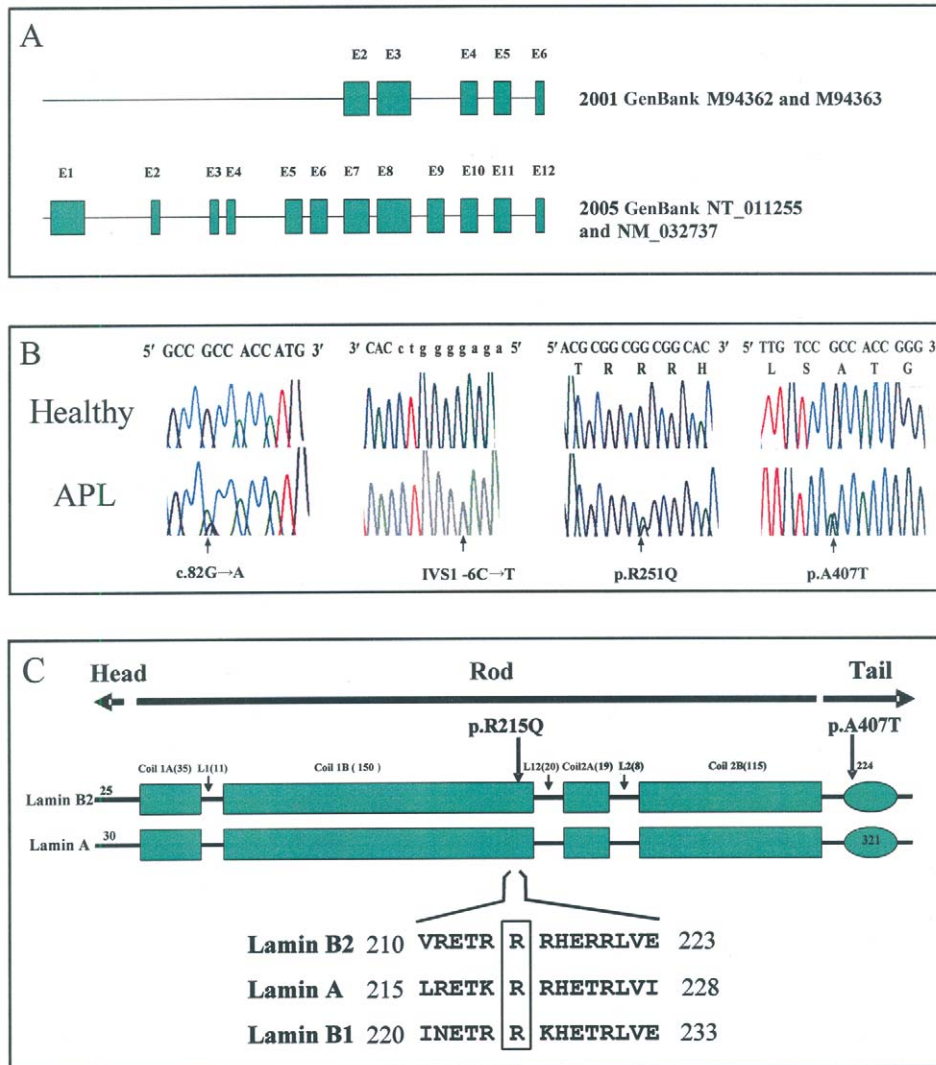 A
E2 E3 E4 E5 E6
2001 GenBank M94362 and M94363
E1 E2 E3 E4 E5 E6 E7 E8 E9 E10 E11 E12
2005 GenBank NT_011255
and NM_032737
B
5' GCC GCC ACC ATG 3'
3' CAC c t g g g g a g a 5'
5' ACG CGG CGG CGG CAC 3'
T R R R H
5' TTG TCC GCC ACC GGG 3'
L S A T G
Healthy
APL
c.82G→A
IVS1 -6C→T
p.R251Q
p.A407T
C
Head Rod Tail
p.R215Q p.A407T
Coil 1A(35) L1(11) Coil 1B ( 150 ) L12(20) Coil2A(19) L2(8) Coil 2B(115) 224
Lamin B2 25
Lamin A 30 321
Lamin B2 210 VRETR R RHERRLVE 223
Lamin A 215 LRETK R RHETRLVI 228
Lamin B1 220 INETR R KHETRLVE 233